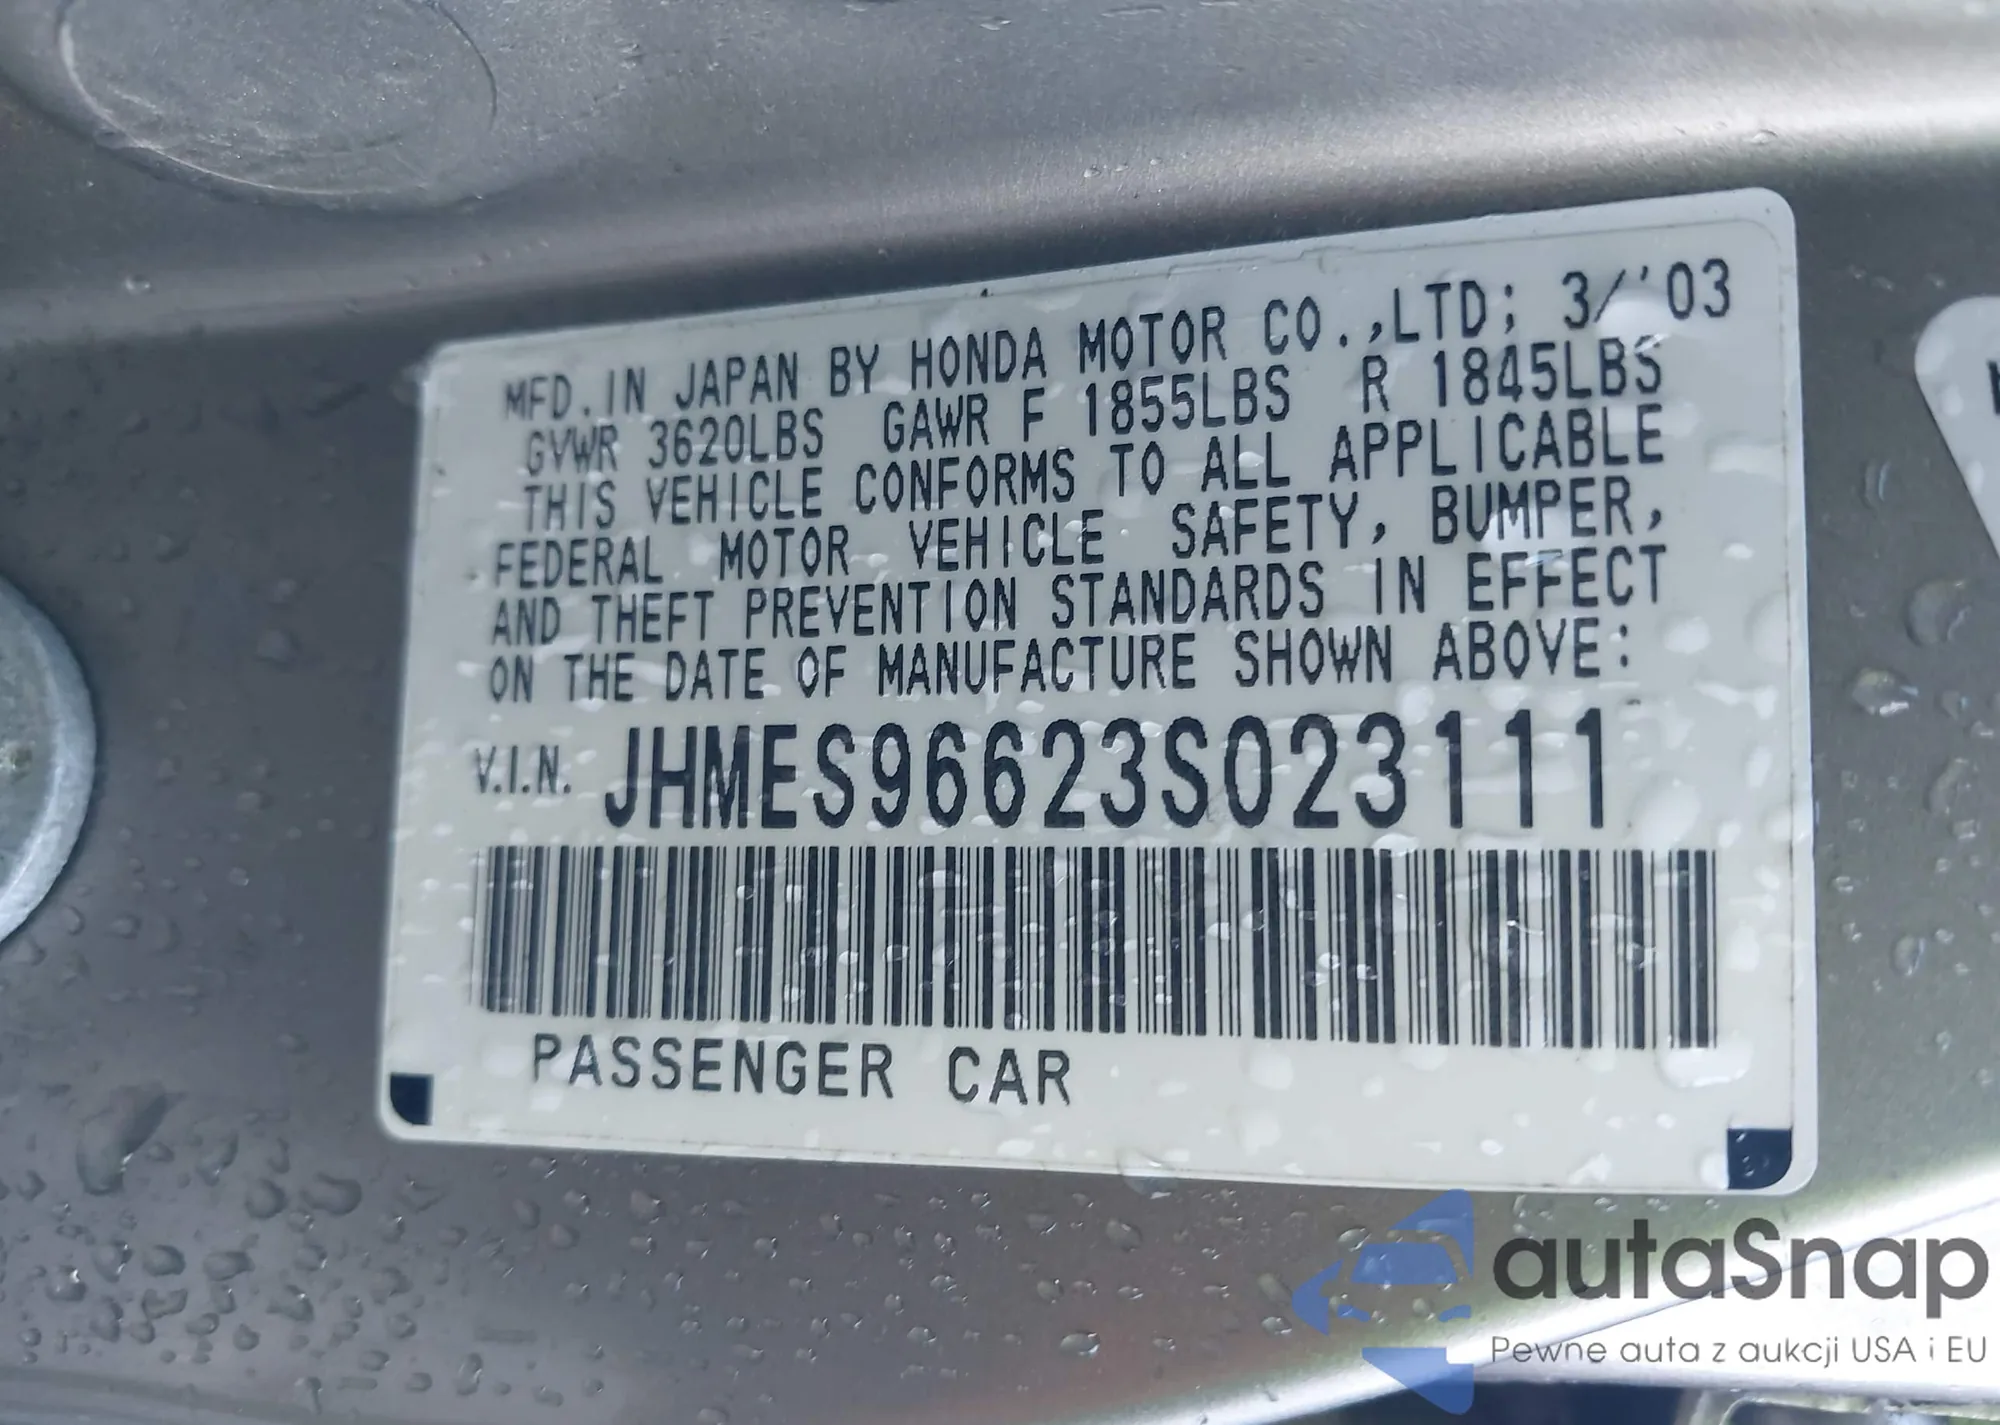 MFD.IN JAPAN BY HONDA MOTOR CO.,LTD; 3/'03
GVWR 3620LBS GAWR F 1855LBS R 1845LBS
THIS VEHICLE CONFORMS TO ALL APPLICABLE
FEDERAL MOTOR VEHICLE SAFETY, BUMPER,
AND THEFT PREVENTION STANDARDS IN EFFECT
ON THE DATE OF MANUFACTURE SHOWN ABOVE:
V.I.N. JHMES96623S023111
PASSENGER CAR
autaSnap
Pewne auta z aukcji USA i EU